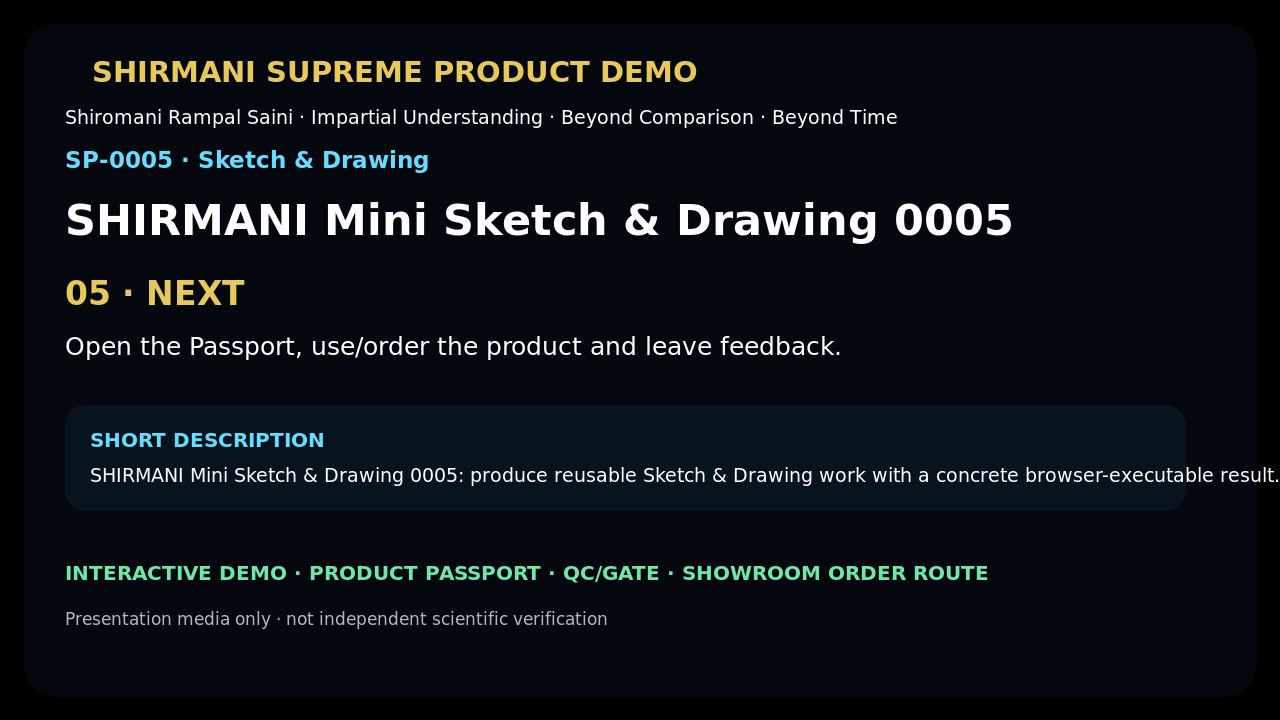 SHIRMANI SUPREME PRODUCT DEMO
Shiromani Rampal Saini · Impartial Understanding · Beyond Comparison · Beyond Time
SP-0005 · Sketch & Drawing
SHIRMANI Mini Sketch & Drawing 0005
05 · NEXT
Open the Passport, use/order the product and leave feedback.
SHORT DESCRIPTION
SHIRMANI Mini Sketch & Drawing 0005: produce reusable Sketch & Drawing work with a concrete browser-executable result.
INTERACTIVE DEMO · PRODUCT PASSPORT · QC/GATE · SHOWROOM ORDER ROUTE
Presentation media only · not independent scientific verification